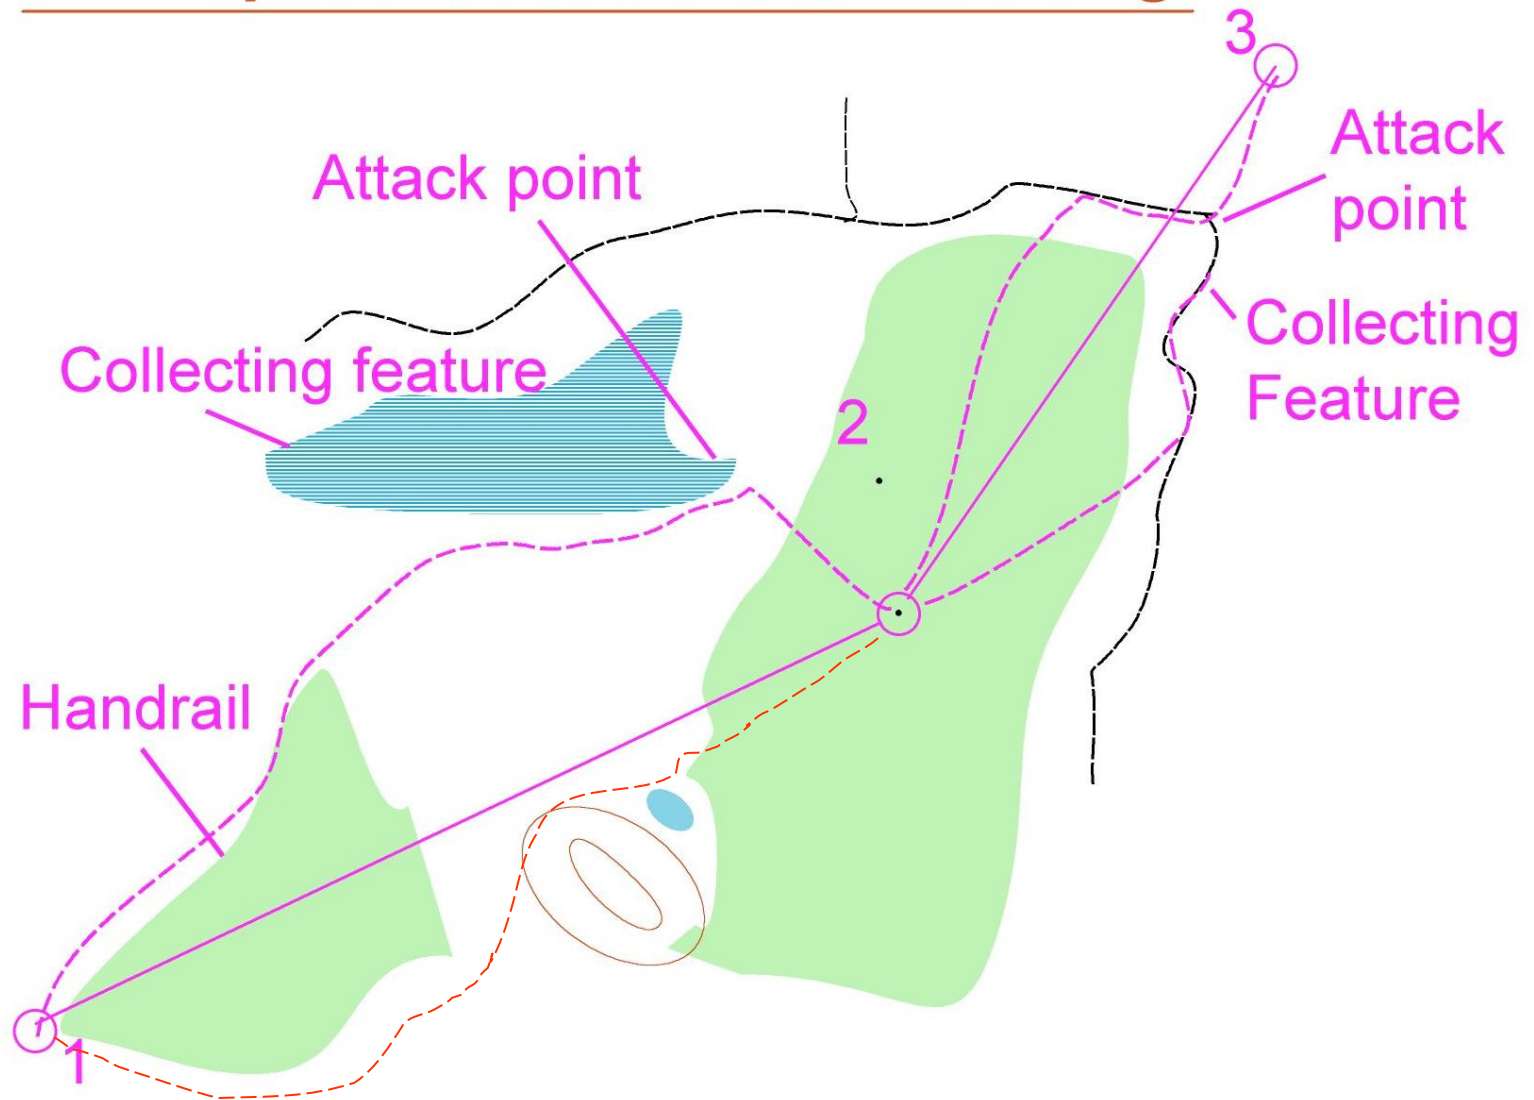 3
Attack
point
Attack point
Collecting feature
Collecting
Feature
2
Handrail
1